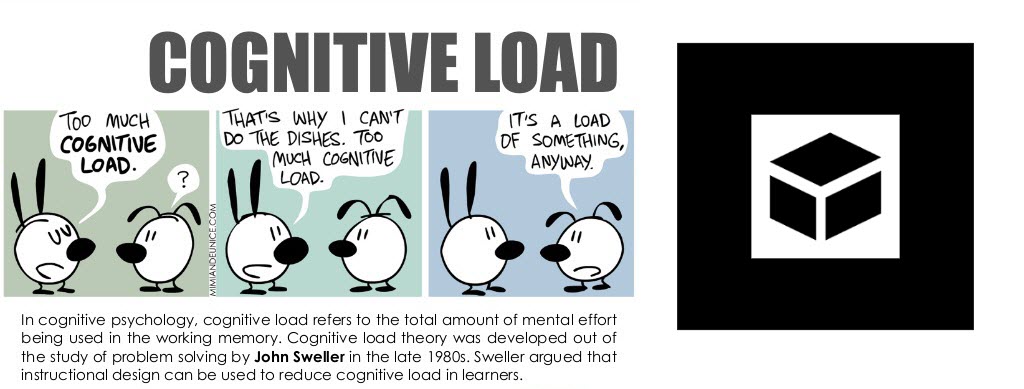 COGNITIVE LOAD
TOO MUCH
COGNITIVE
LOAD.
?
MIMIANDEUNICE.COM
THAT'S WHY I CAN'T
DO THE DISHES. TOO
MUCH COGNITIVE
LOAD.
IT'S A LOAD
OF SOMETHING,
ANYWAY.
In cognitive psychology, cognitive load refers to the total amount of mental effort
being used in the working memory. Cognitive load theory was developed out of
the study of problem solving by John Sweller in the late 1980s. Sweller argued that
instructional design can be used to reduce cognitive load in learners.